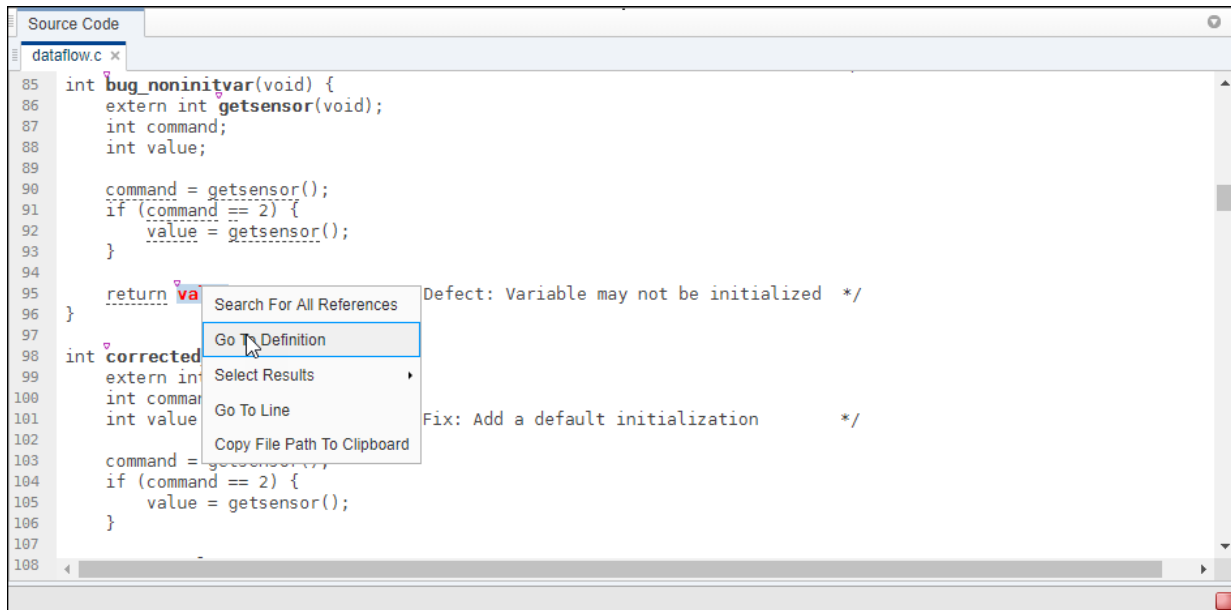 Source Code
dataflow.c
85 int bug_noninitvar(void) {
86 extern int getsensor(void);
87 int command;
88 int value;
89
90 command = getsensor();
91 if (command == 2) {
92 value = getsensor();
93 }
94
95 return va Defect: Variable may not be initialized */
Search For All References
96 }
97
Go To Definition
98 int corrected
99 extern int
Select Results
100 int comman
Go To Line
101 int value Fix: Add a default initialization */
102
Copy File Path To Clipboard
103 command = getsensor();
104 if (command == 2) {
105 value = getsensor();
106 }
107
108